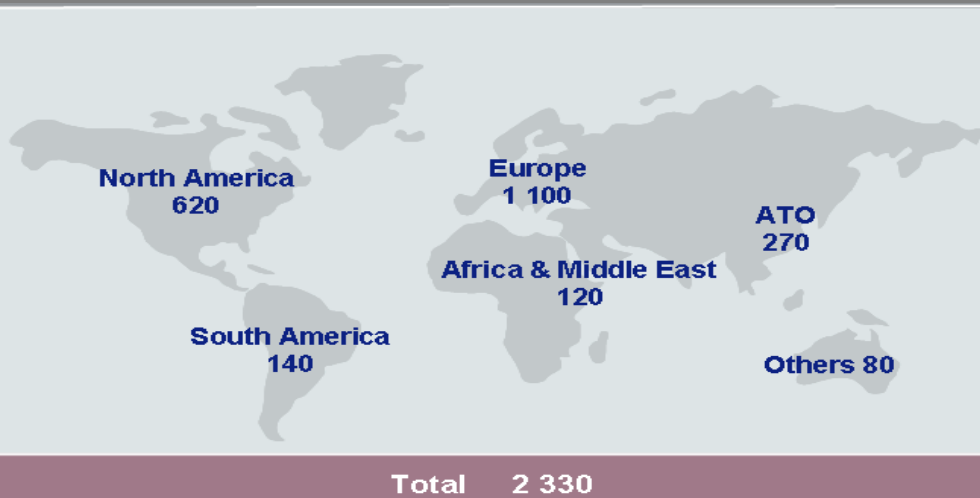 North America
620
Europe
1 100
ATO
270
Africa & Middle East
120
South America
140
Others 80
Total 2 330